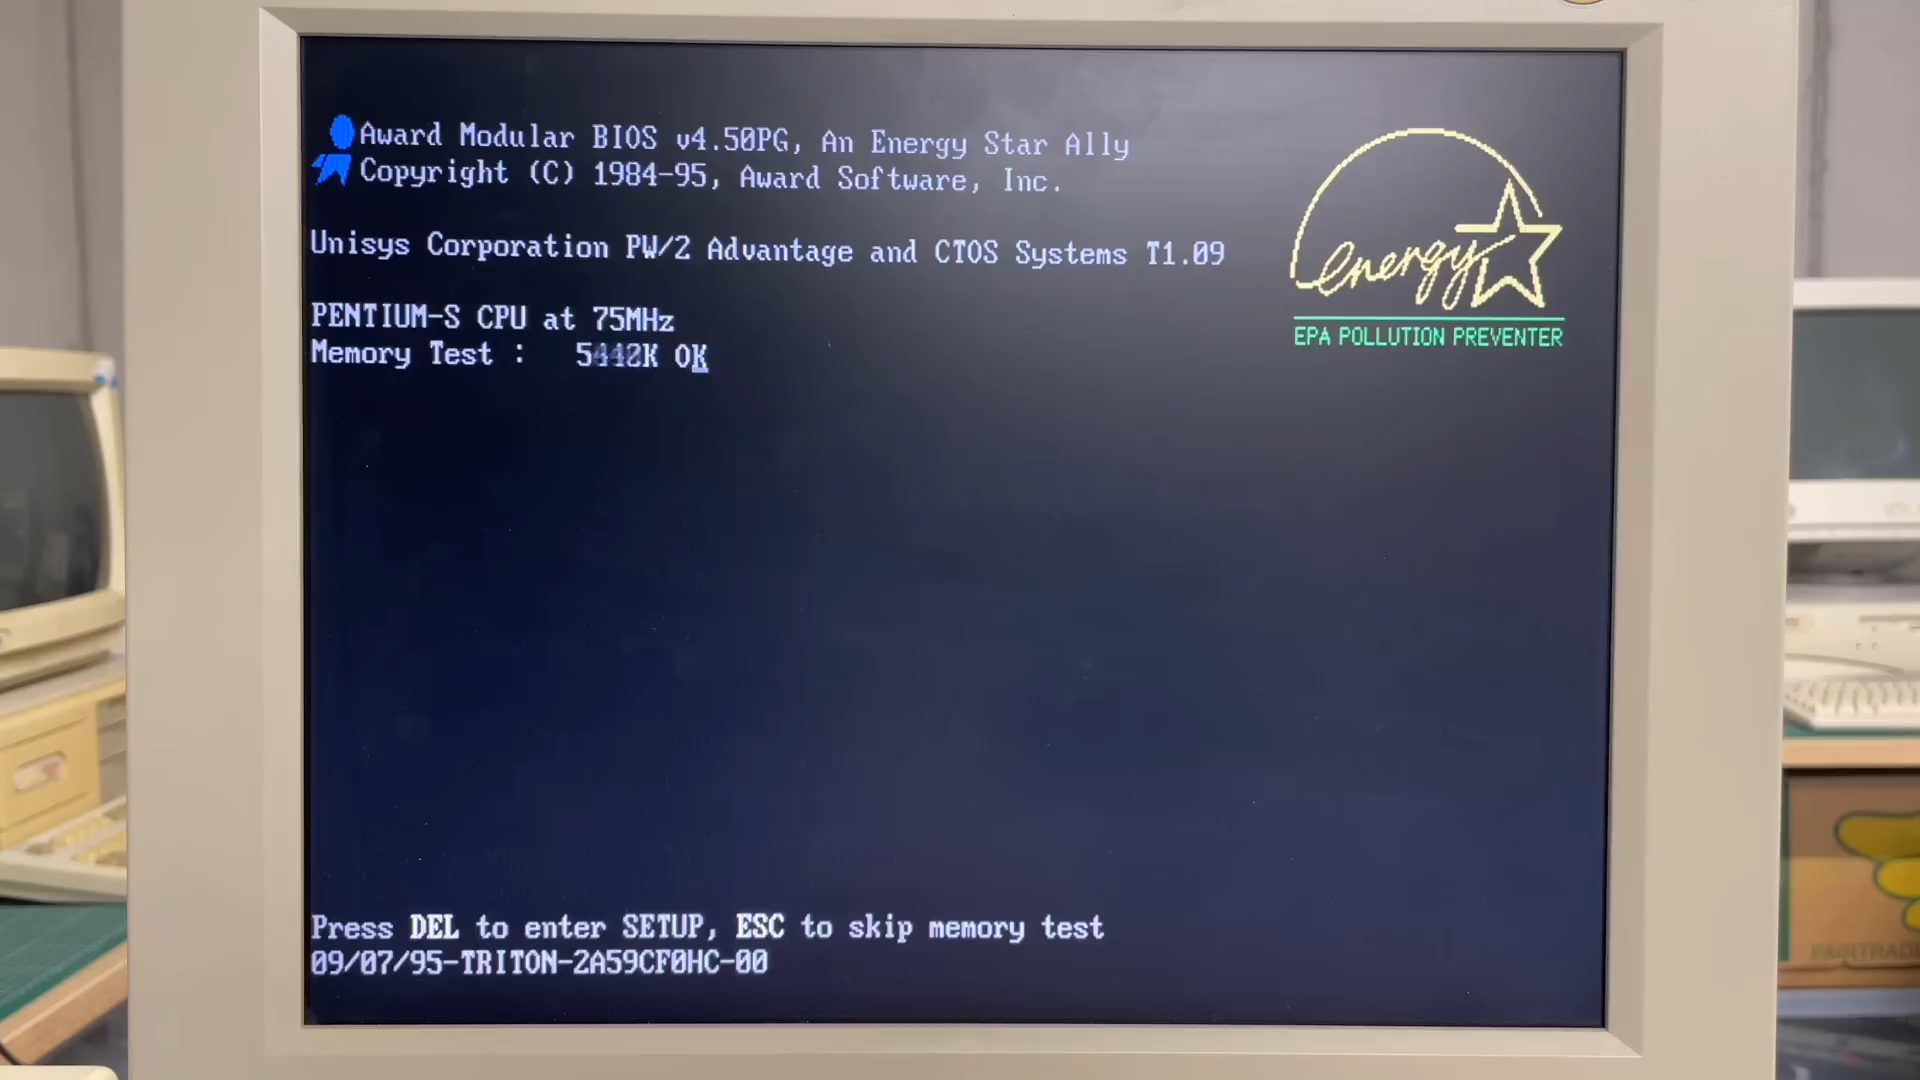 Award Modular BIOS v4.50PG, An Energy Star Ally
Copyright (C) 1984-95, Award Software, Inc.
energy
EPA POLLUTION PREVENTER
Unisys Corporation PW/2 Advantage and CTOS Systems T1.09
PENTIUM-S CPU at 75MHz
Memory Test : OK
Press DEL to enter SETUP, ESC to skip memory test
09/07/95-TRITON-2A59CF0HC-00
FAIRTRADE